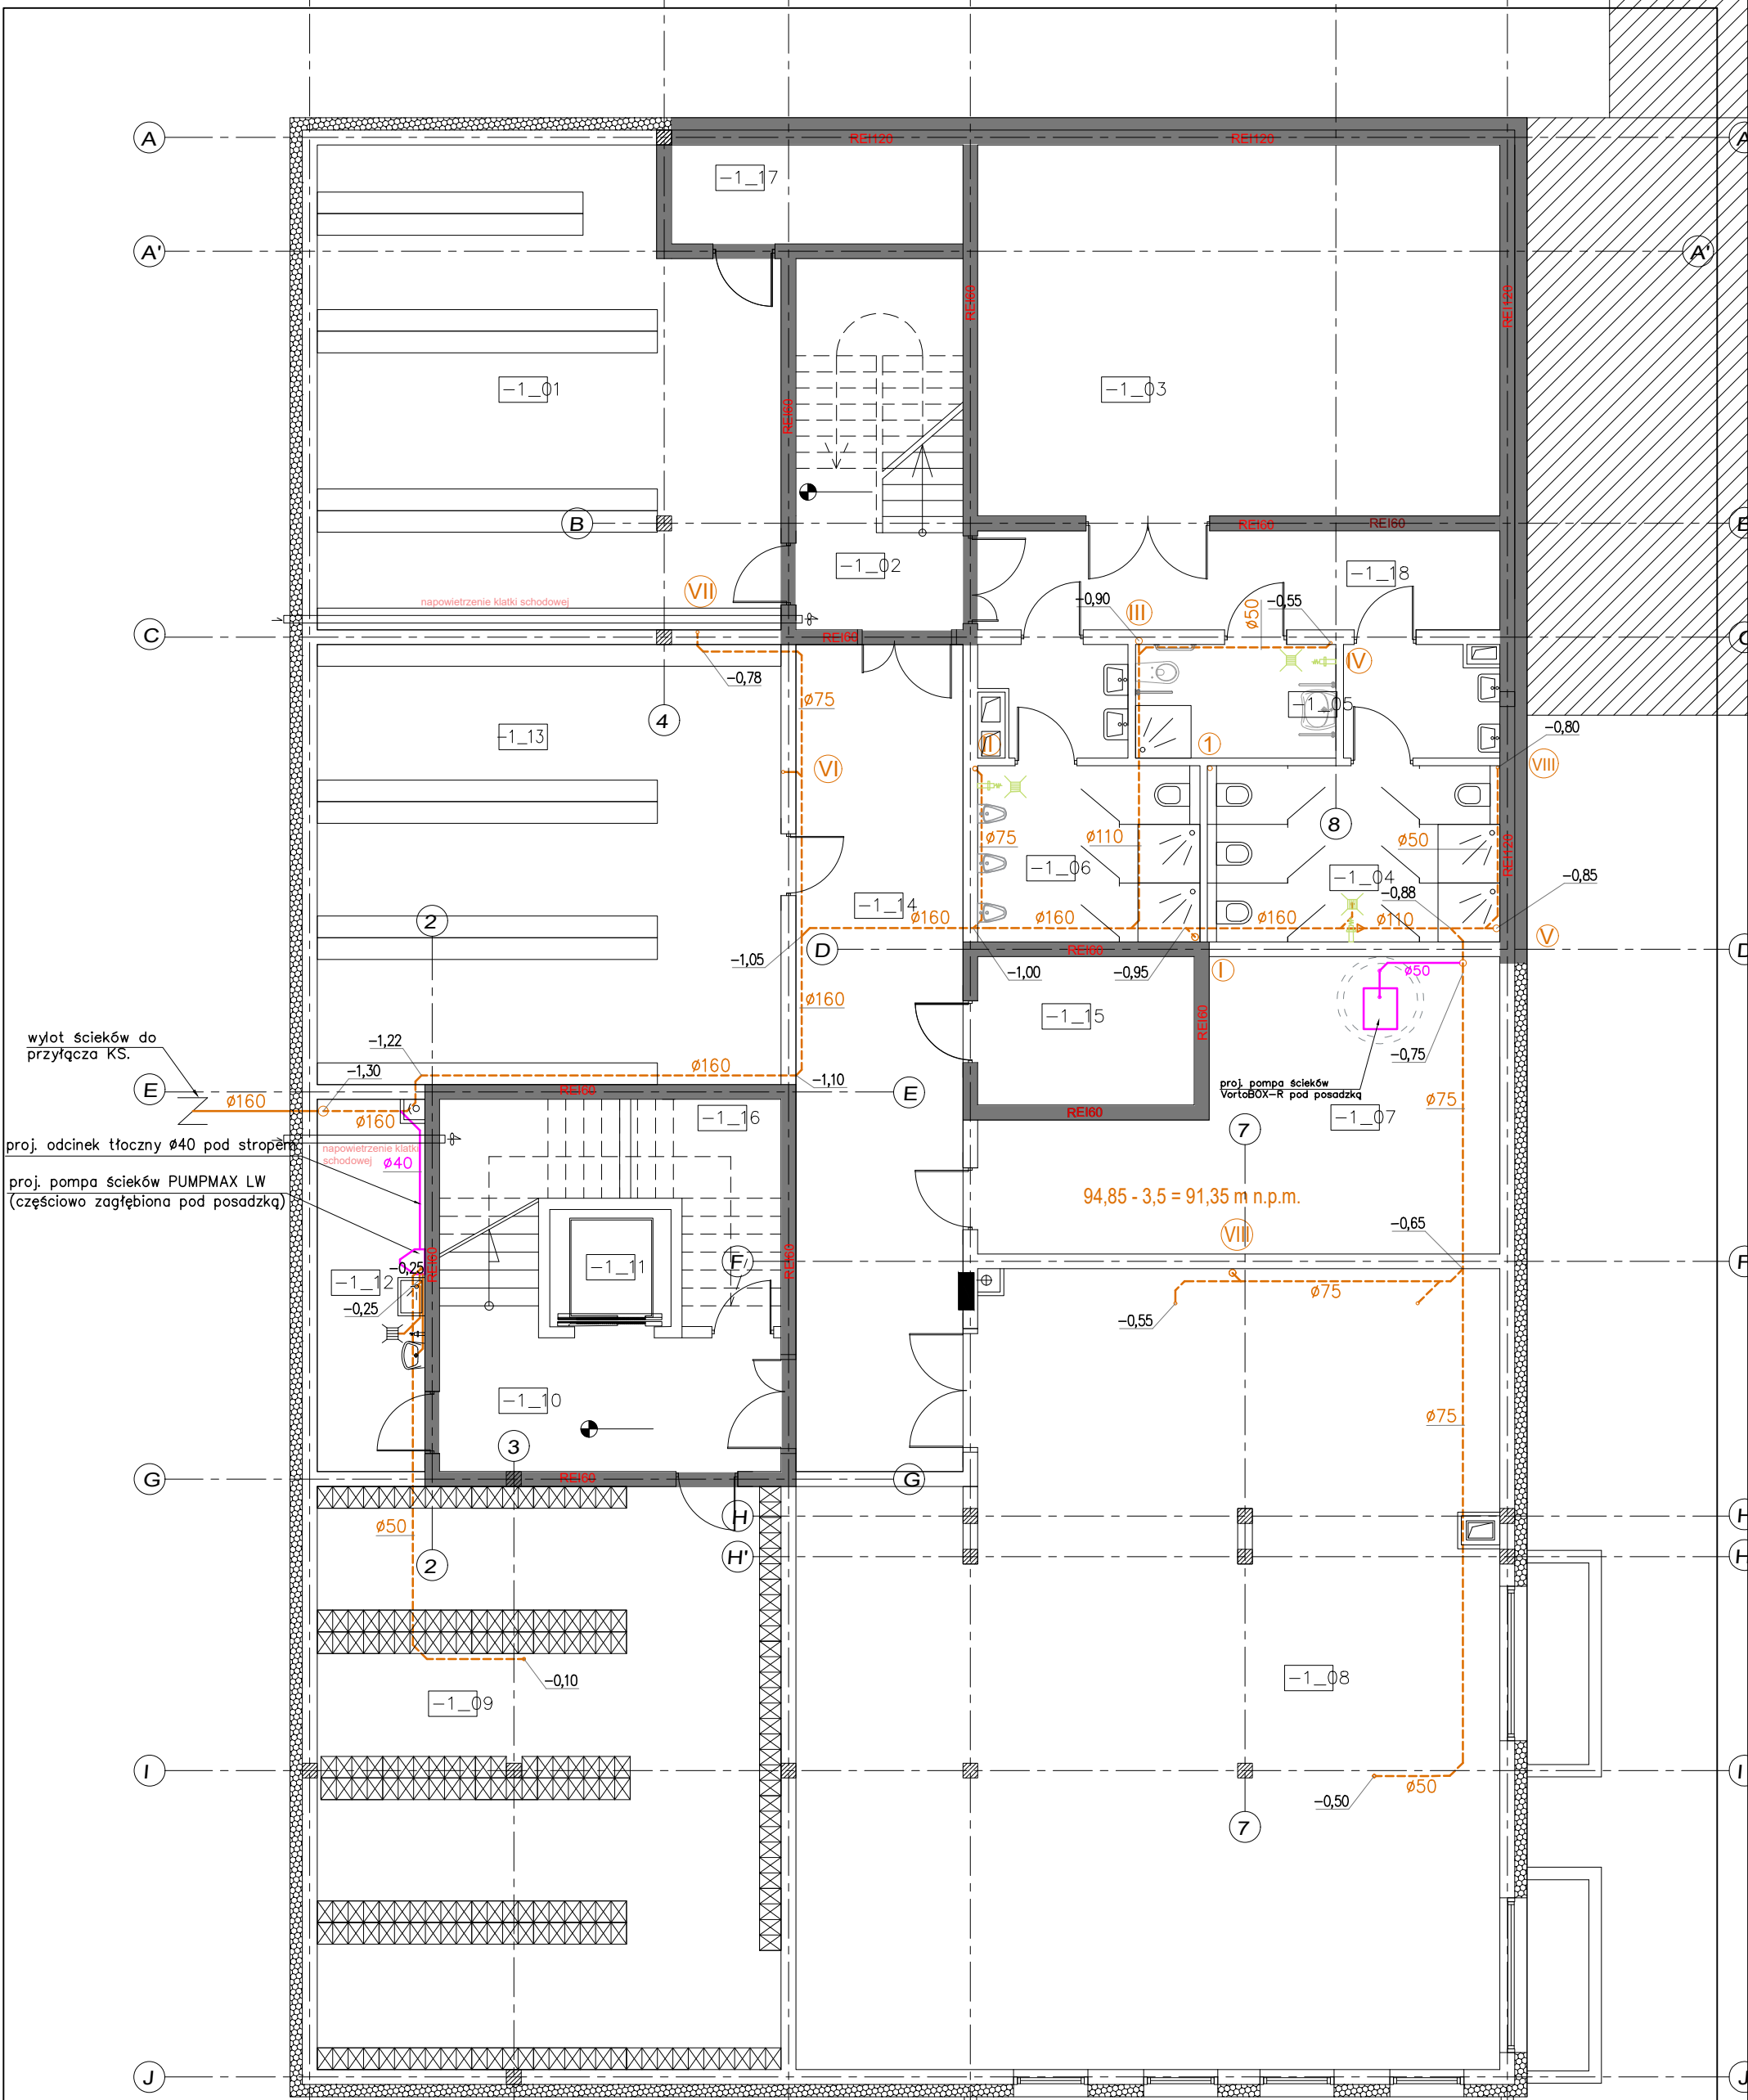 A
REI120
REI120
A
-1_17
A'
A'
REI60
REI120
-1_01
-1_03
REI60
B
REI60
REI60
-1_02
-1_18
VII
napowietrzenie klatki schodowej
-0,90
III
-0,55
ø50
C
REI60
-0,78
IV
ø75
4
-1_05
-1_13
II
1
-0,80
VI
VIII
8
ø75
ø110
ø50
REI120
-1_06
-1_04
-0,85
-0,88
-1_14
2
ø160
ø160
ø160
ø110
V
D
REI60
D
-1,05
-1,00
-0,95
I
ø50
ø160
-1_15
REI60
wylot ścieków do
przyłącza KS.
-1,22
-0,75
-1,30
ø160
-1,10
E
REI60
E
proj. pompa ścieków
VortoBOX-R pod posadzką
ø160
ø160
-1_16
REI60
-1_07
ø75
7
proj. odcinek tłoczny ø40 pod stropem
napowietrzenie klatki
schodowej
ø40
proj. pompa ścieków PUMPMAX LW
(częściowo zagłębiona pod posadzką)
94,85 - 3,5 = 91,35 m n.p.m.
-0,65
VIII
REI60
REI60
F
-0,25
-1_12
-1_11
-0,25
ø75
-0,55
-1_10
ø75
3
G
REI60
G
ø50
H
2
H'
-0,10
-1_09
-1_08
I
I
ø50
-0,50
7
J